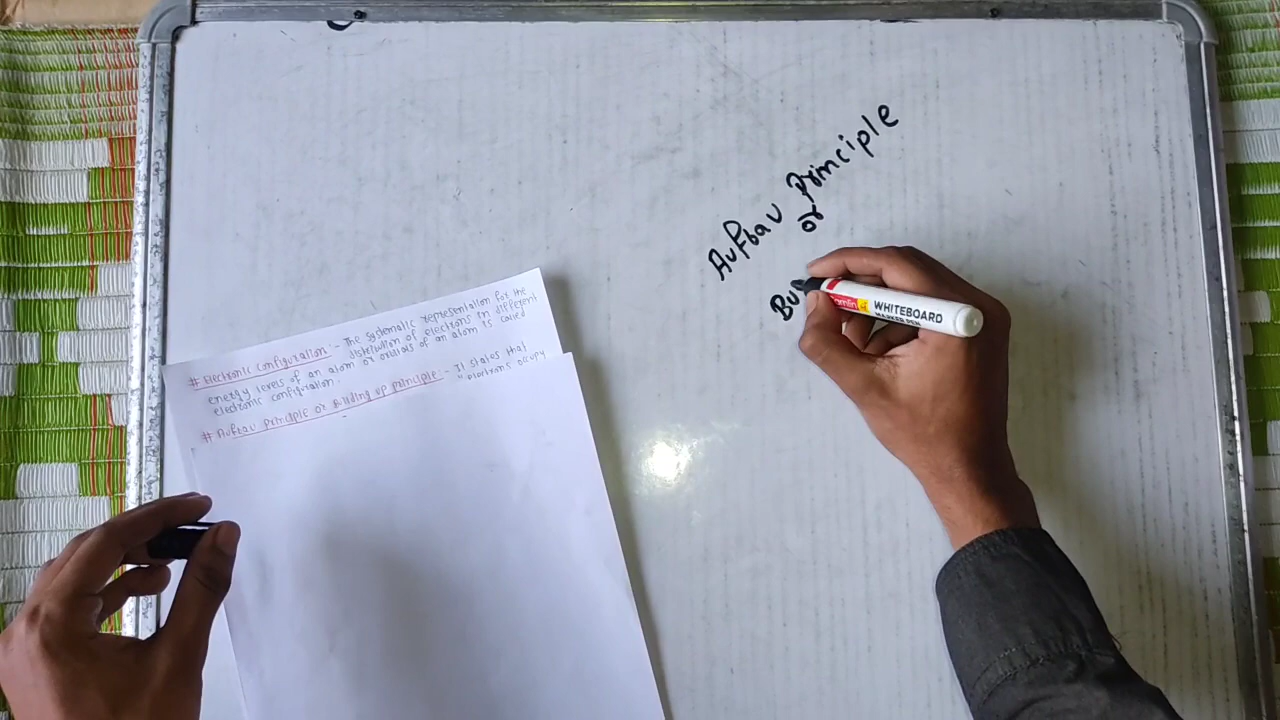 Aufbau Principle
or
Bu
Camlin
WHITEBOARD
MARKER PEN
# Electronic Configuration :- The systematic representation for the
distribution of electrons in different
energy levels of an atom or orbitals of an atom is called
electronic configuration.
# Aufbau principle or Building up principle :- It states that
"electrons occupy